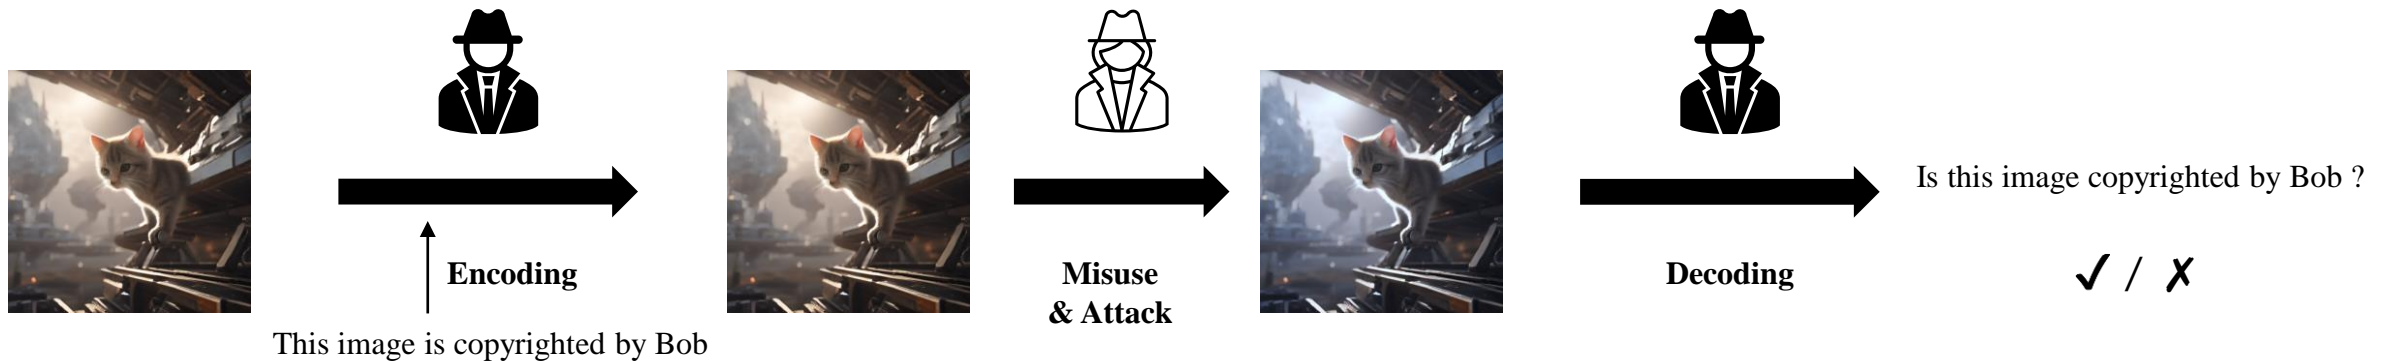 Encoding
This image is copyrighted by Bob
Misuse
& Attack
Decoding
Is this image copyrighted by Bob ?
✓ / ✗